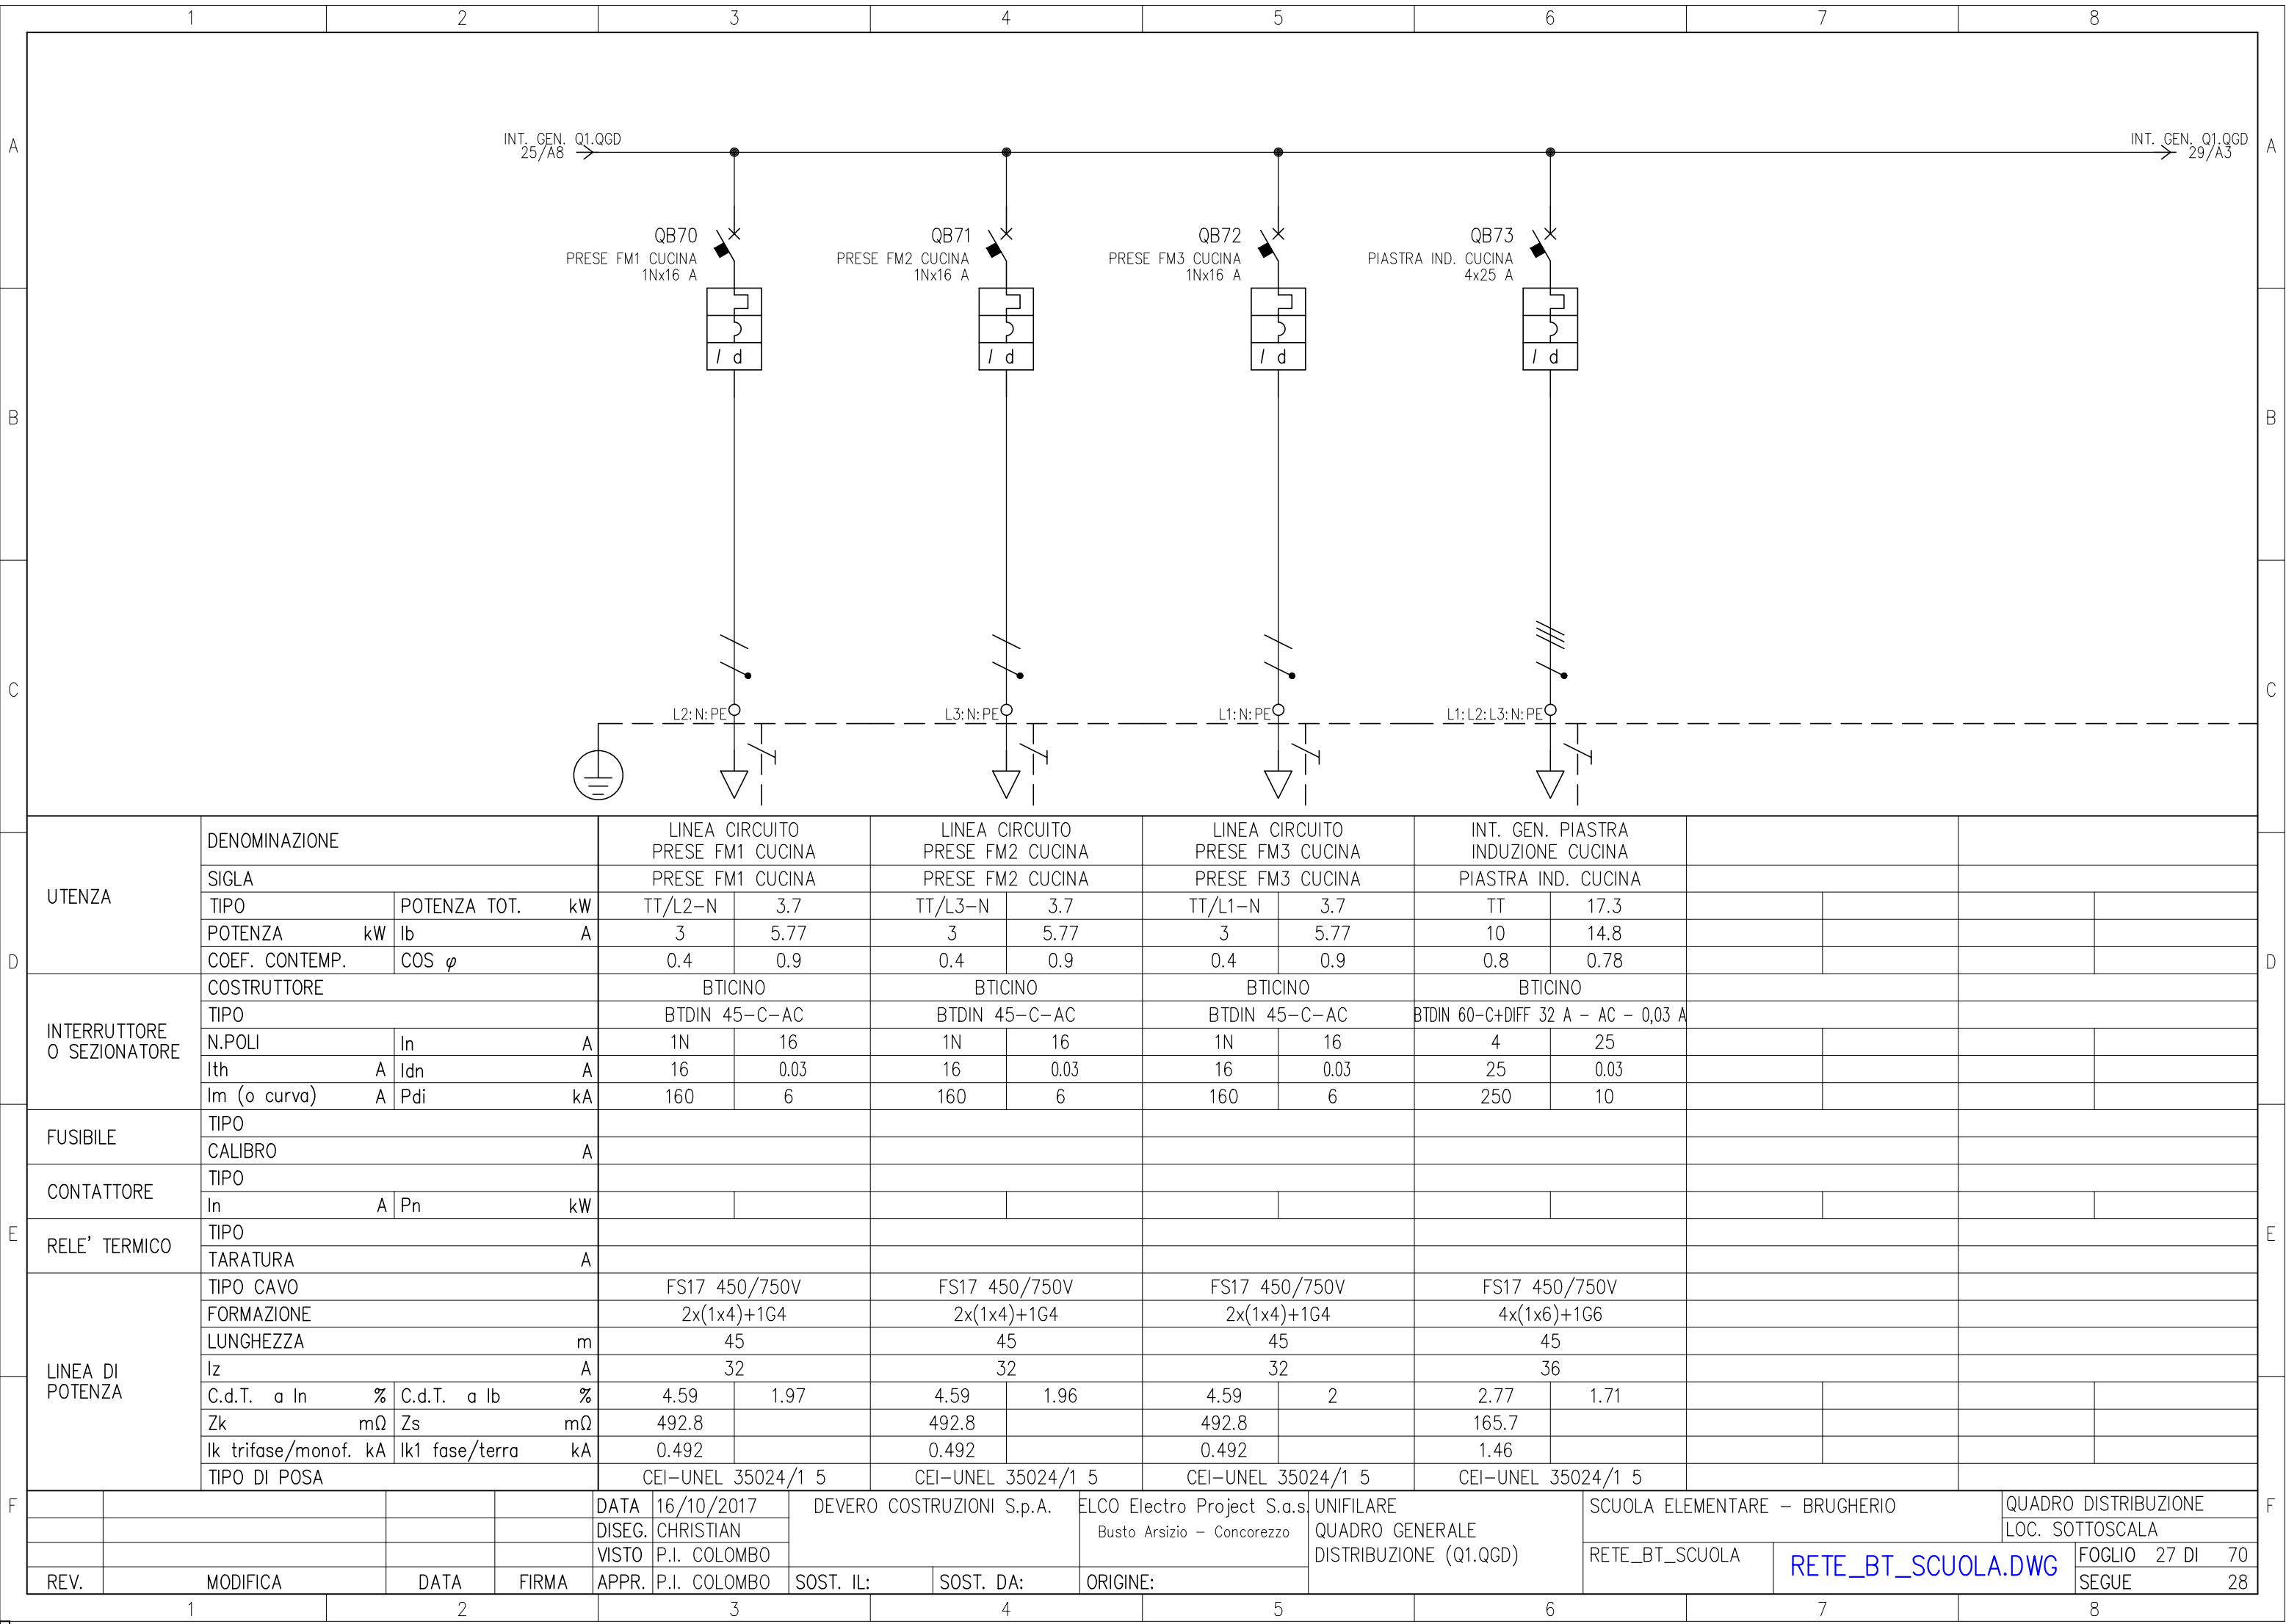 1 2 3 4 5 6 7 8
A A
INT. GEN. Q1.QGD
25/A8
INT. GEN. Q1.QGD
29/A3
QB70
PRESE FM1 CUCINA
1Nx16 A
QB71
PRESE FM2 CUCINA
1Nx16 A
QB72
PRESE FM3 CUCINA
1Nx16 A
QB73
PIASTRA IND. CUCINA
4x25 A
I d I d I d I d
B B
C C
L2:N:PE L3:N:PE L1:N:PE L1:L2:L3:N:PE
UTENZA
DENOMINAZIONE
LINEA CIRCUITO
PRESE FM1 CUCINA
LINEA CIRCUITO
PRESE FM2 CUCINA
LINEA CIRCUITO
PRESE FM3 CUCINA
INT. GEN. PIASTRA
INDUZIONE CUCINA
SIGLA PRESE FM1 CUCINA PRESE FM2 CUCINA PRESE FM3 CUCINA PIASTRA IND. CUCINA
TIPO POTENZA TOT. kW TT/L2-N 3.7 TT/L3-N 3.7 TT/L1-N 3.7 TT 17.3
POTENZA kW Ib A 3 5.77 3 5.77 3 5.77 10 14.8
D COEF. CONTEMP. COS φ 0.4 0.9 0.4 0.9 0.4 0.9 0.8 0.78 D
INTERRUTTORE
O SEZIONATORE
COSTRUTTORE BTICINO BTICINO BTICINO BTICINO
TIPO BTDIN 45-C-AC BTDIN 45-C-AC BTDIN 45-C-AC BTDIN 60-C+DIFF 32 A - AC - 0,03 A
N.POLI In A 1N 16 1N 16 1N 16 4 25
Ith A Idn A 16 0.03 16 0.03 16 0.03 25 0.03
Im (o curva) A Pdi kA 160 6 160 6 160 6 250 10
FUSIBILE
TIPO
CALIBRO A
CONTATTORE
TIPO
In A Pn kW
E E
RELE' TERMICO
TIPO
TARATURA A
LINEA DI
POTENZA
TIPO CAVO FS17 450/750V FS17 450/750V FS17 450/750V FS17 450/750V
FORMAZIONE 2x(1x4)+1G4 2x(1x4)+1G4 2x(1x4)+1G4 4x(1x6)+1G6
LUNGHEZZA m 45 45 45 45
Iz A 32 32 32 36
C.d.T. a In % C.d.T. a Ib % 4.59 1.97 4.59 1.96 4.59 2 2.77 1.71
Zk mΩ Zs mΩ 492.8 492.8 492.8 165.7
Ik trifase/monof. kA Ik1 fase/terra kA 0.492 0.492 0.492 1.46
TIPO DI POSA CEI-UNEL 35024/1 5 CEI-UNEL 35024/1 5 CEI-UNEL 35024/1 5 CEI-UNEL 35024/1 5
F F
REV. MODIFICA DATA FIRMA
DATA 16/10/2017
DISEG. CHRISTIAN
VISTO P.I. COLOMBO
APPR. P.I. COLOMBO
DEVERO COSTRUZIONI S.p.A.
SOST. IL: SOST. DA:
ELCO Electro Project S.a.s.
Busto Arsizio - Concorezzo
ORIGINE:
UNIFILARE
QUADRO GENERALE
DISTRIBUZIONE (Q1.QGD)
SCUOLA ELEMENTARE - BRUGHERIO
RETE_BT_SCUOLA
RETE_BT_SCUOLA.DWG
QUADRO DISTRIBUZIONE
LOC. SOTTOSCALA
FOGLIO 27 DI 70
SEGUE 28
1 2 3 4 5 6 7 8